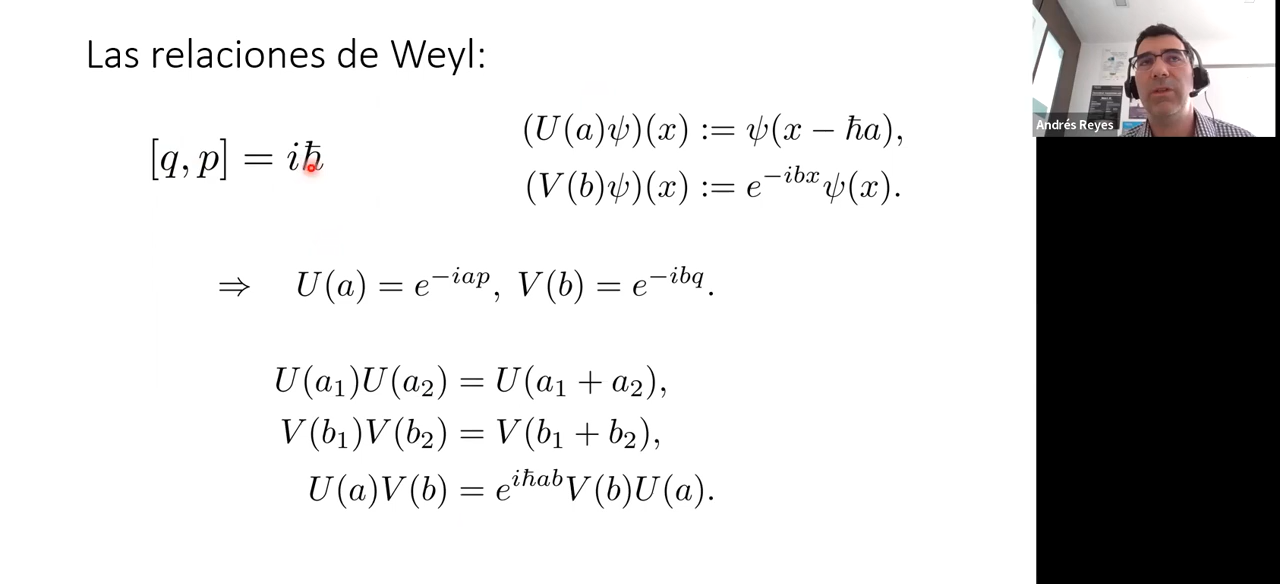 Las relaciones de Weyl:
[q, p] = iℏ
(U(a)ψ)(x) := ψ(x − ℏa),
(V(b)ψ)(x) := e^{−ibx}ψ(x).
⇒ U(a) = e^{−iap}, V(b) = e^{−ibq}.
U(a₁)U(a₂) = U(a₁ + a₂),
V(b₁)V(b₂) = V(b₁ + b₂),
U(a)V(b) = e^{iℏab}V(b)U(a).
Andrés Reyes